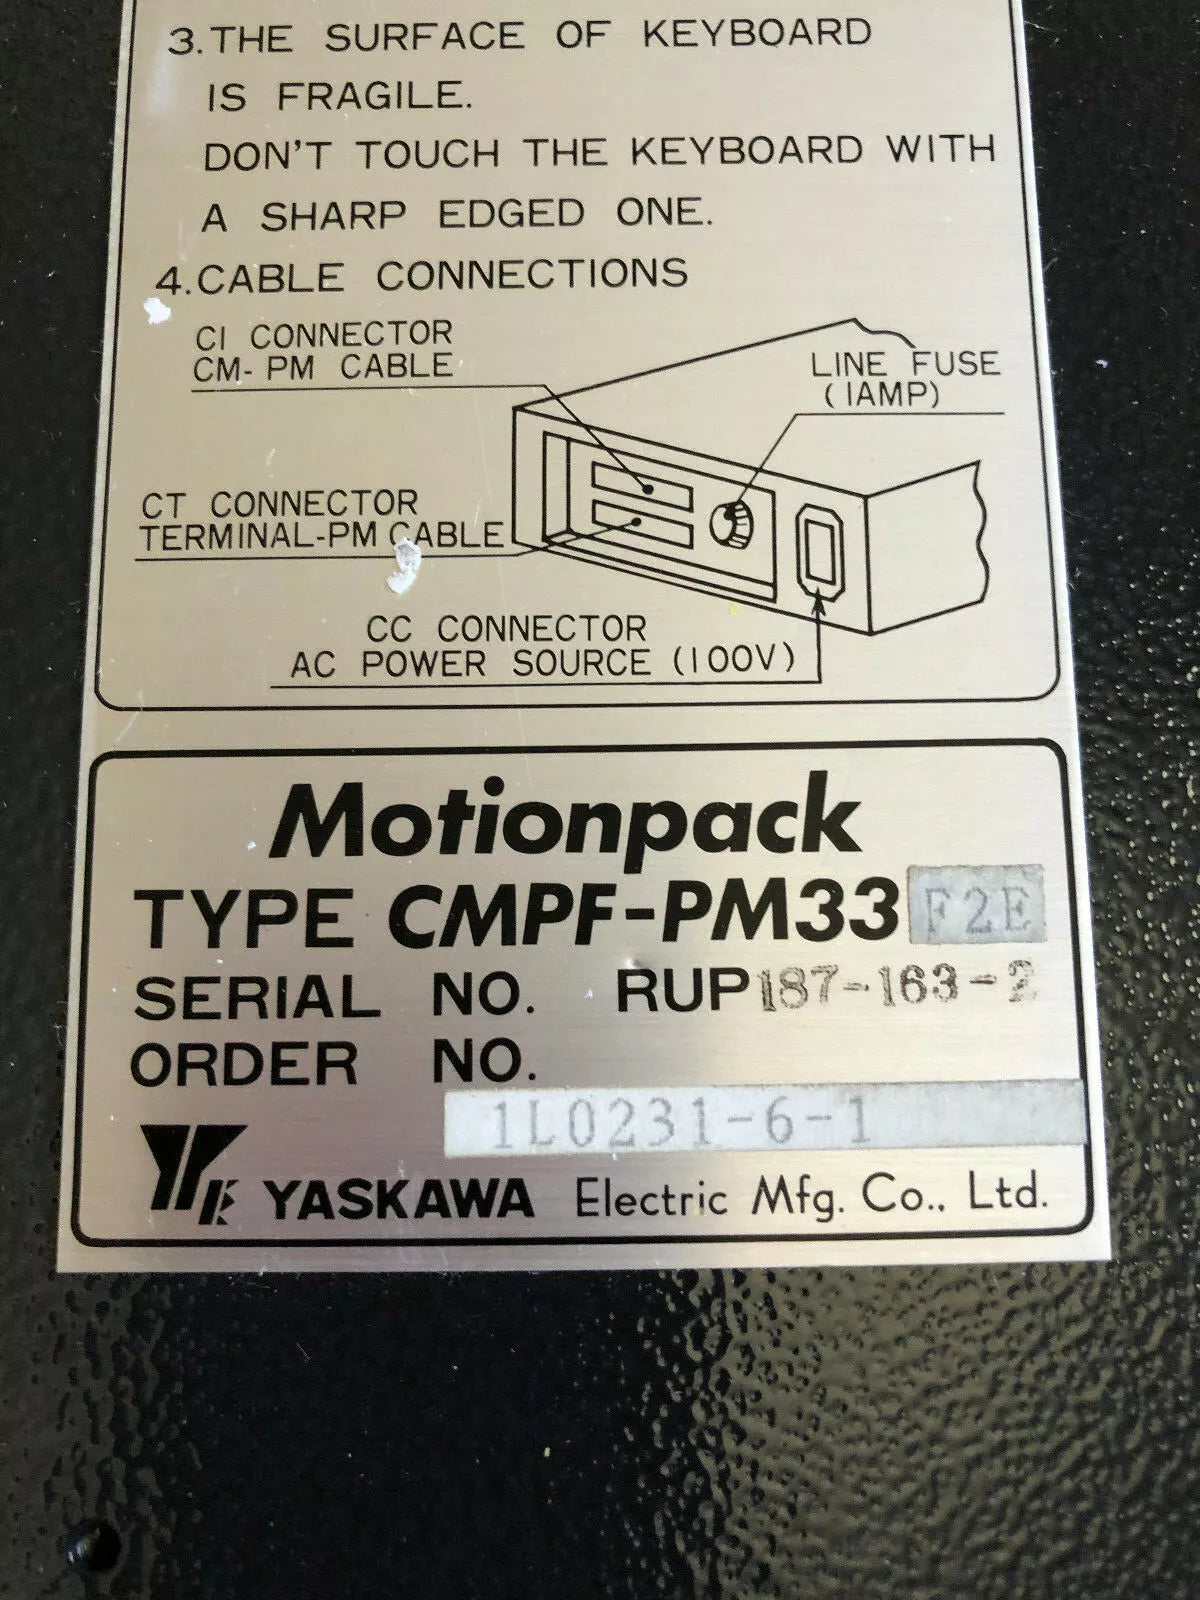 3. THE SURFACE OF KEYBOARD
IS FRAGILE.
DON'T TOUCH THE KEYBOARD WITH
A SHARP EDGED ONE.
4. CABLE CONNECTIONS
CI CONNECTOR
CM-PM CABLE
LINE FUSE
(1AMP)
CT CONNECTOR
TERMINAL-PM CABLE
CC CONNECTOR
AC POWER SOURCE (100V)
Motionpack
TYPE CMPF-PM33 F2E
SERIAL NO. RUP187-163-2
ORDER NO.
1L0231-6-1
YASKAWA Electric Mfg. Co., Ltd.